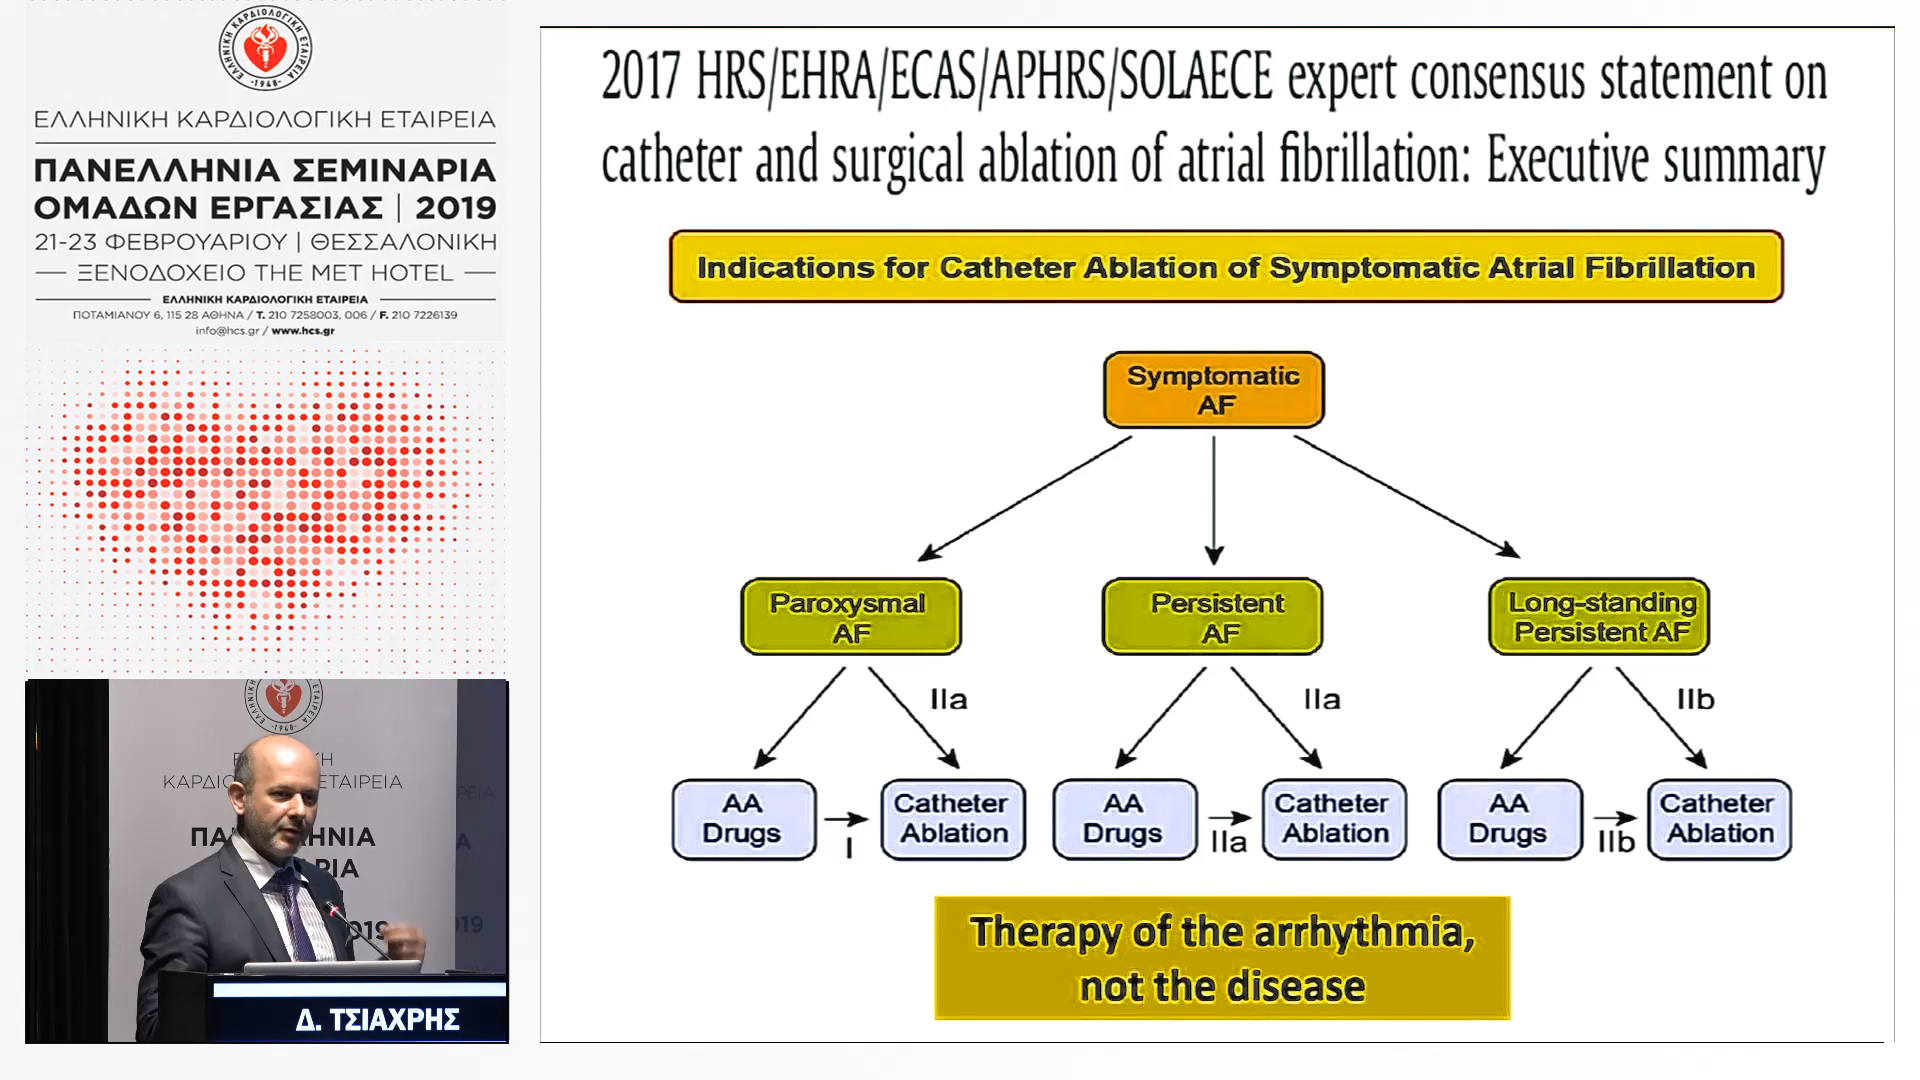 ΕΛΛΗΝΙΚΗ ΚΑΡΔΙΟΛΟΓΙΚΗ ΕΤΑΙΡΕΙΑ
-1948-
ΕΛΛΗΝΙΚΗ ΚΑΡΔΙΟΛΟΓΙΚΗ ΕΤΑΙΡΕΙΑ
ΠΑΝΕΛΛΗΝΙΑ ΣΕΜΙΝΑΡΙΑ
ΟΜΑΔΩΝ ΕΡΓΑΣΙΑΣ | 2019
21-23 ΦΕΒΡΟΥΑΡΙΟΥ | ΘΕΣΣΑΛΟΝΙΚΗ
ΞΕΝΟΔΟΧΕΙΟ THE MET HOTEL
ΕΛΛΗΝΙΚΗ ΚΑΡΔΙΟΛΟΓΙΚΗ ΕΤΑΙΡΕΙΑ
ΠΟΤΑΜΙΑΝΟΥ 6, 115 28 ΑΘΗΝΑ / T. 210 7258003, 006 / F. 210 7226139
info@hcs.gr / www.hcs.gr
2017 HRS/EHRA/ECAS/APHRS/SOLAECE expert consensus statement on
catheter and surgical ablation of atrial fibrillation: Executive summary
Indications for Catheter Ablation of Symptomatic Atrial Fibrillation
Symptomatic
AF
Paroxysmal
AF
Persistent
AF
Long-standing
Persistent AF
IIa
IIa
IIb
AA
Drugs
I
Catheter
Ablation
AA
Drugs
IIa
Catheter
Ablation
AA
Drugs
IIb
Catheter
Ablation
Therapy of the arrhythmia,
not the disease
-1948-
Δ. ΤΣΙΑΧΡΗΣ